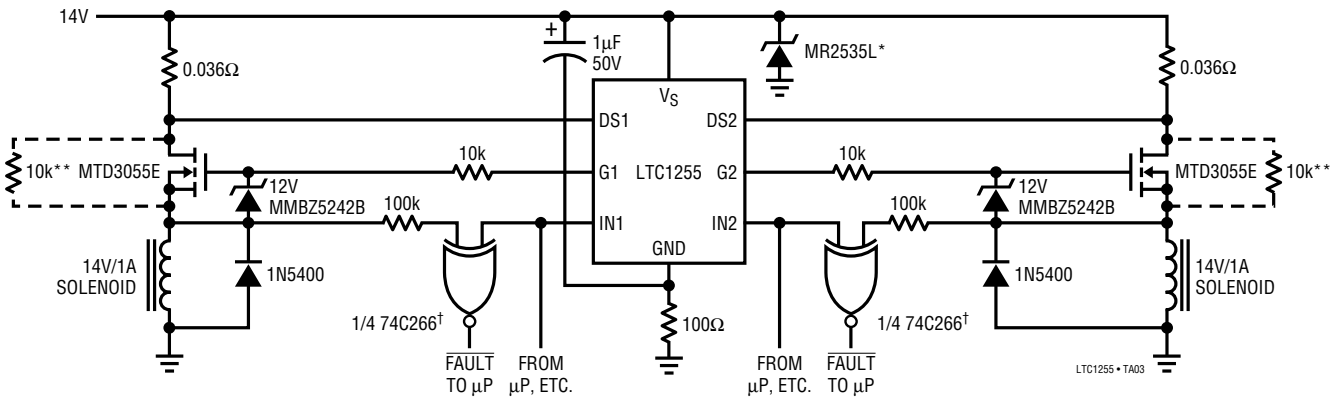 14V
0.036Ω
+
1µF
50V
MR2535L*
0.036Ω
V_S
DS1
DS2
10k** MTD3055E
10k
G1
LTC1255
G2
10k
MTD3055E
10k**
12V
MMBZ5242B
12V
MMBZ5242B
100k
IN1
IN2
100k
GND
14V/1A
SOLENOID
1N5400
1N5400
14V/1A
SOLENOID
1/4 74C266†
100Ω
1/4 74C266†
FAULT
TO µP
FROM
µP, ETC.
FROM
µP, ETC.
FAULT
TO µP
LTC1255 • TA03